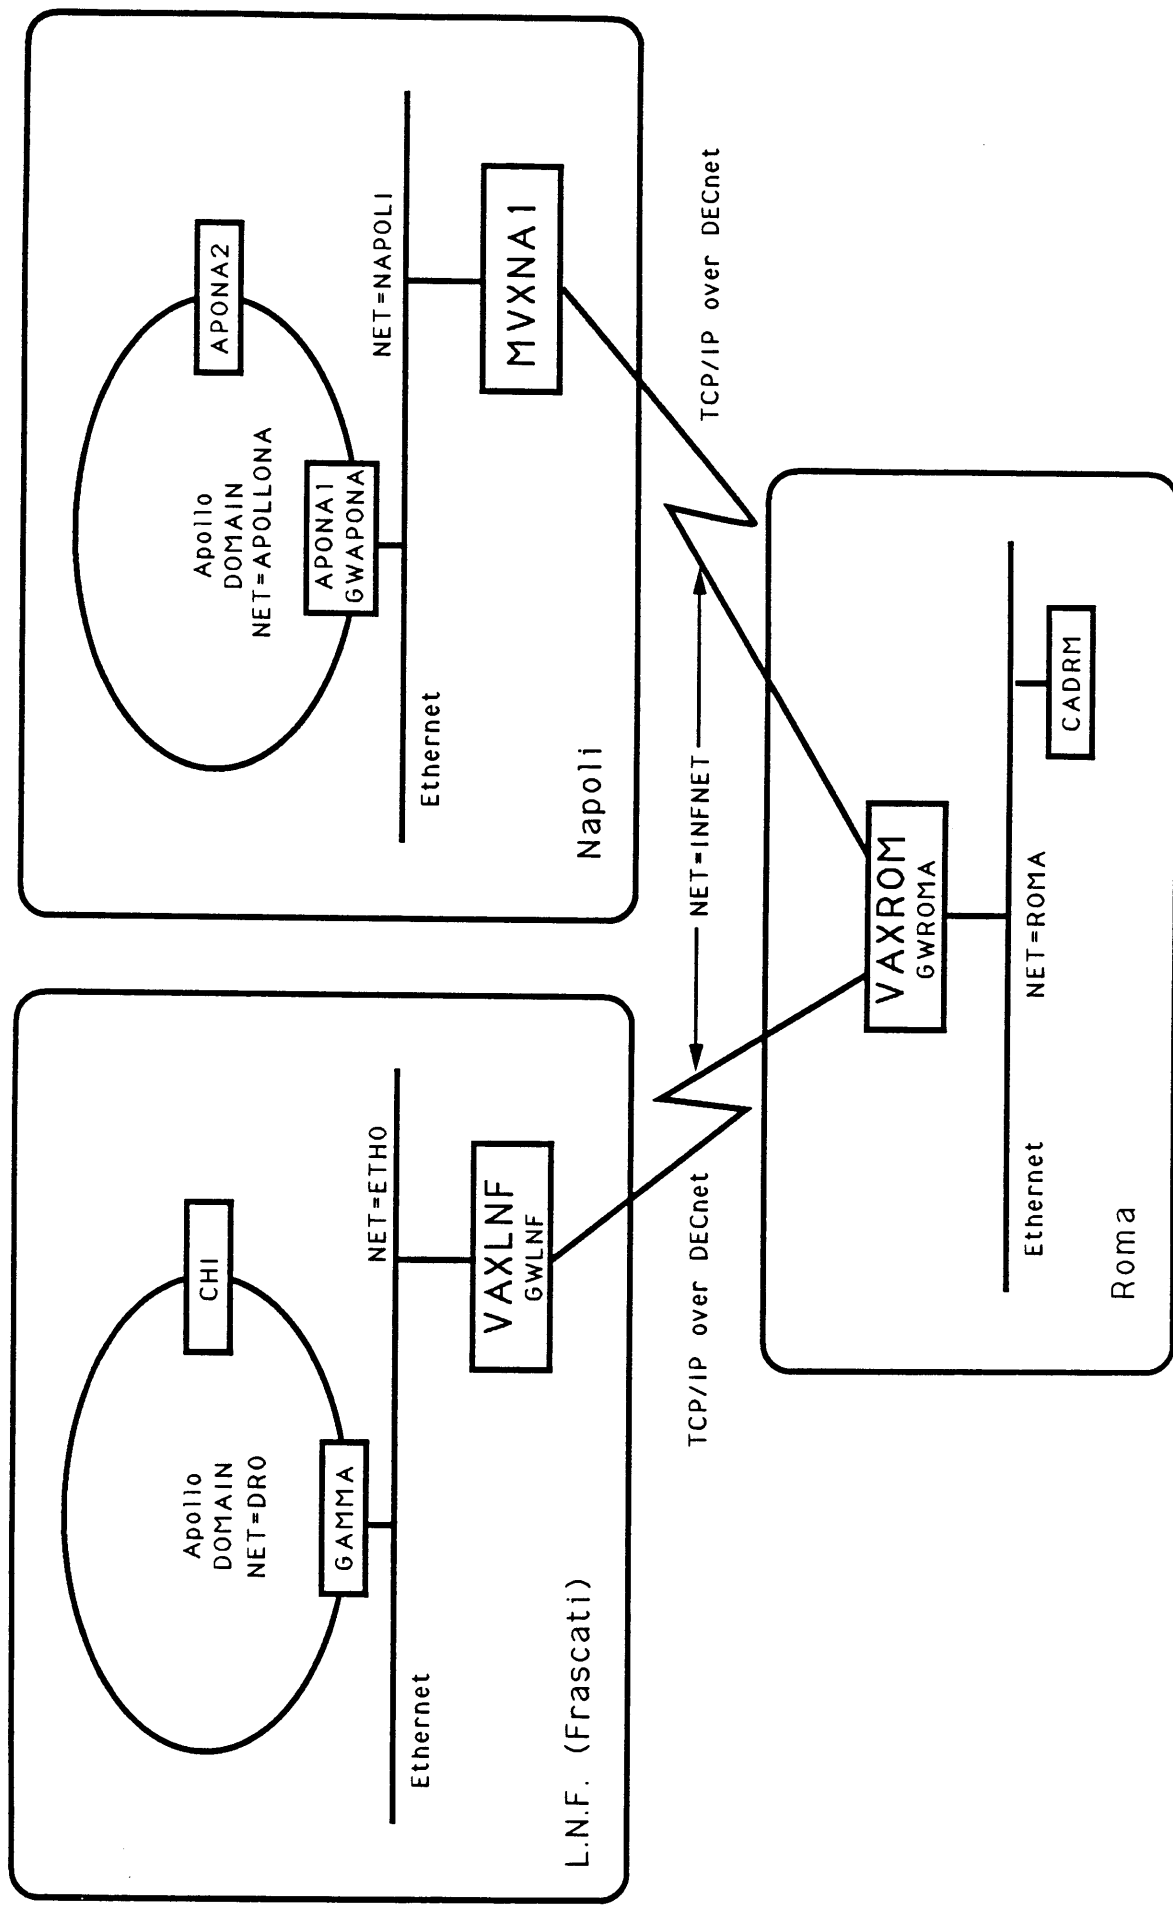 Apollo
DOMAIN
NET=DRO
CHI
GAMMA
NET=ETHO
Ethernet
VAXLNF
GWLNF
L.N.F. (Frascati)
Apollo
DOMAIN
NET=APOLLONA
APONA2
APONA1
GWAPONA
NET=NAPOLI
Ethernet
MVXNA1
Napoli
TCP/IP over DECnet
NET=INFNET
TCP/IP over DECnet
VAXROM
GWROMA
NET=ROMA
Ethernet
CADRM
Roma